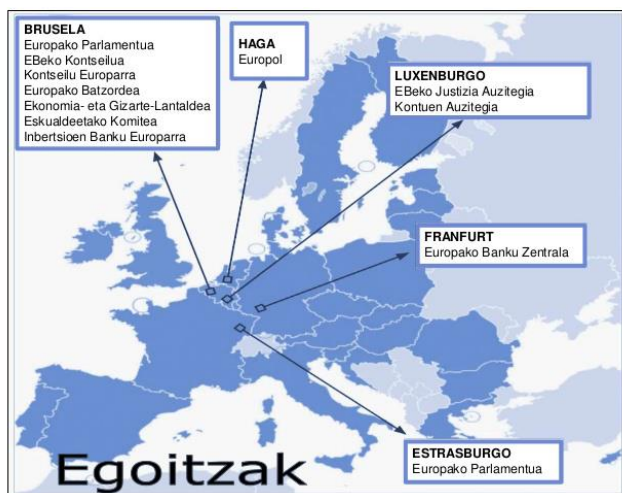 BRUSELA
Europako Parlamentua
EBeko Kontseilua
Kontseilu Europarra
Europako Batzordea
Ekonomia- eta Gizarte-Lantaldea
Eskualdeetako Komitea
Inbertsioen Banku Europarra
HAGA
Europol
LUXENBURGO
EBeko Justizia Auzitegia
Kontuen Auzitegia
FRANFURT
Europako Banku Zentrala
ESTRASBURGO
Europako Parlamentua
Egoitzak